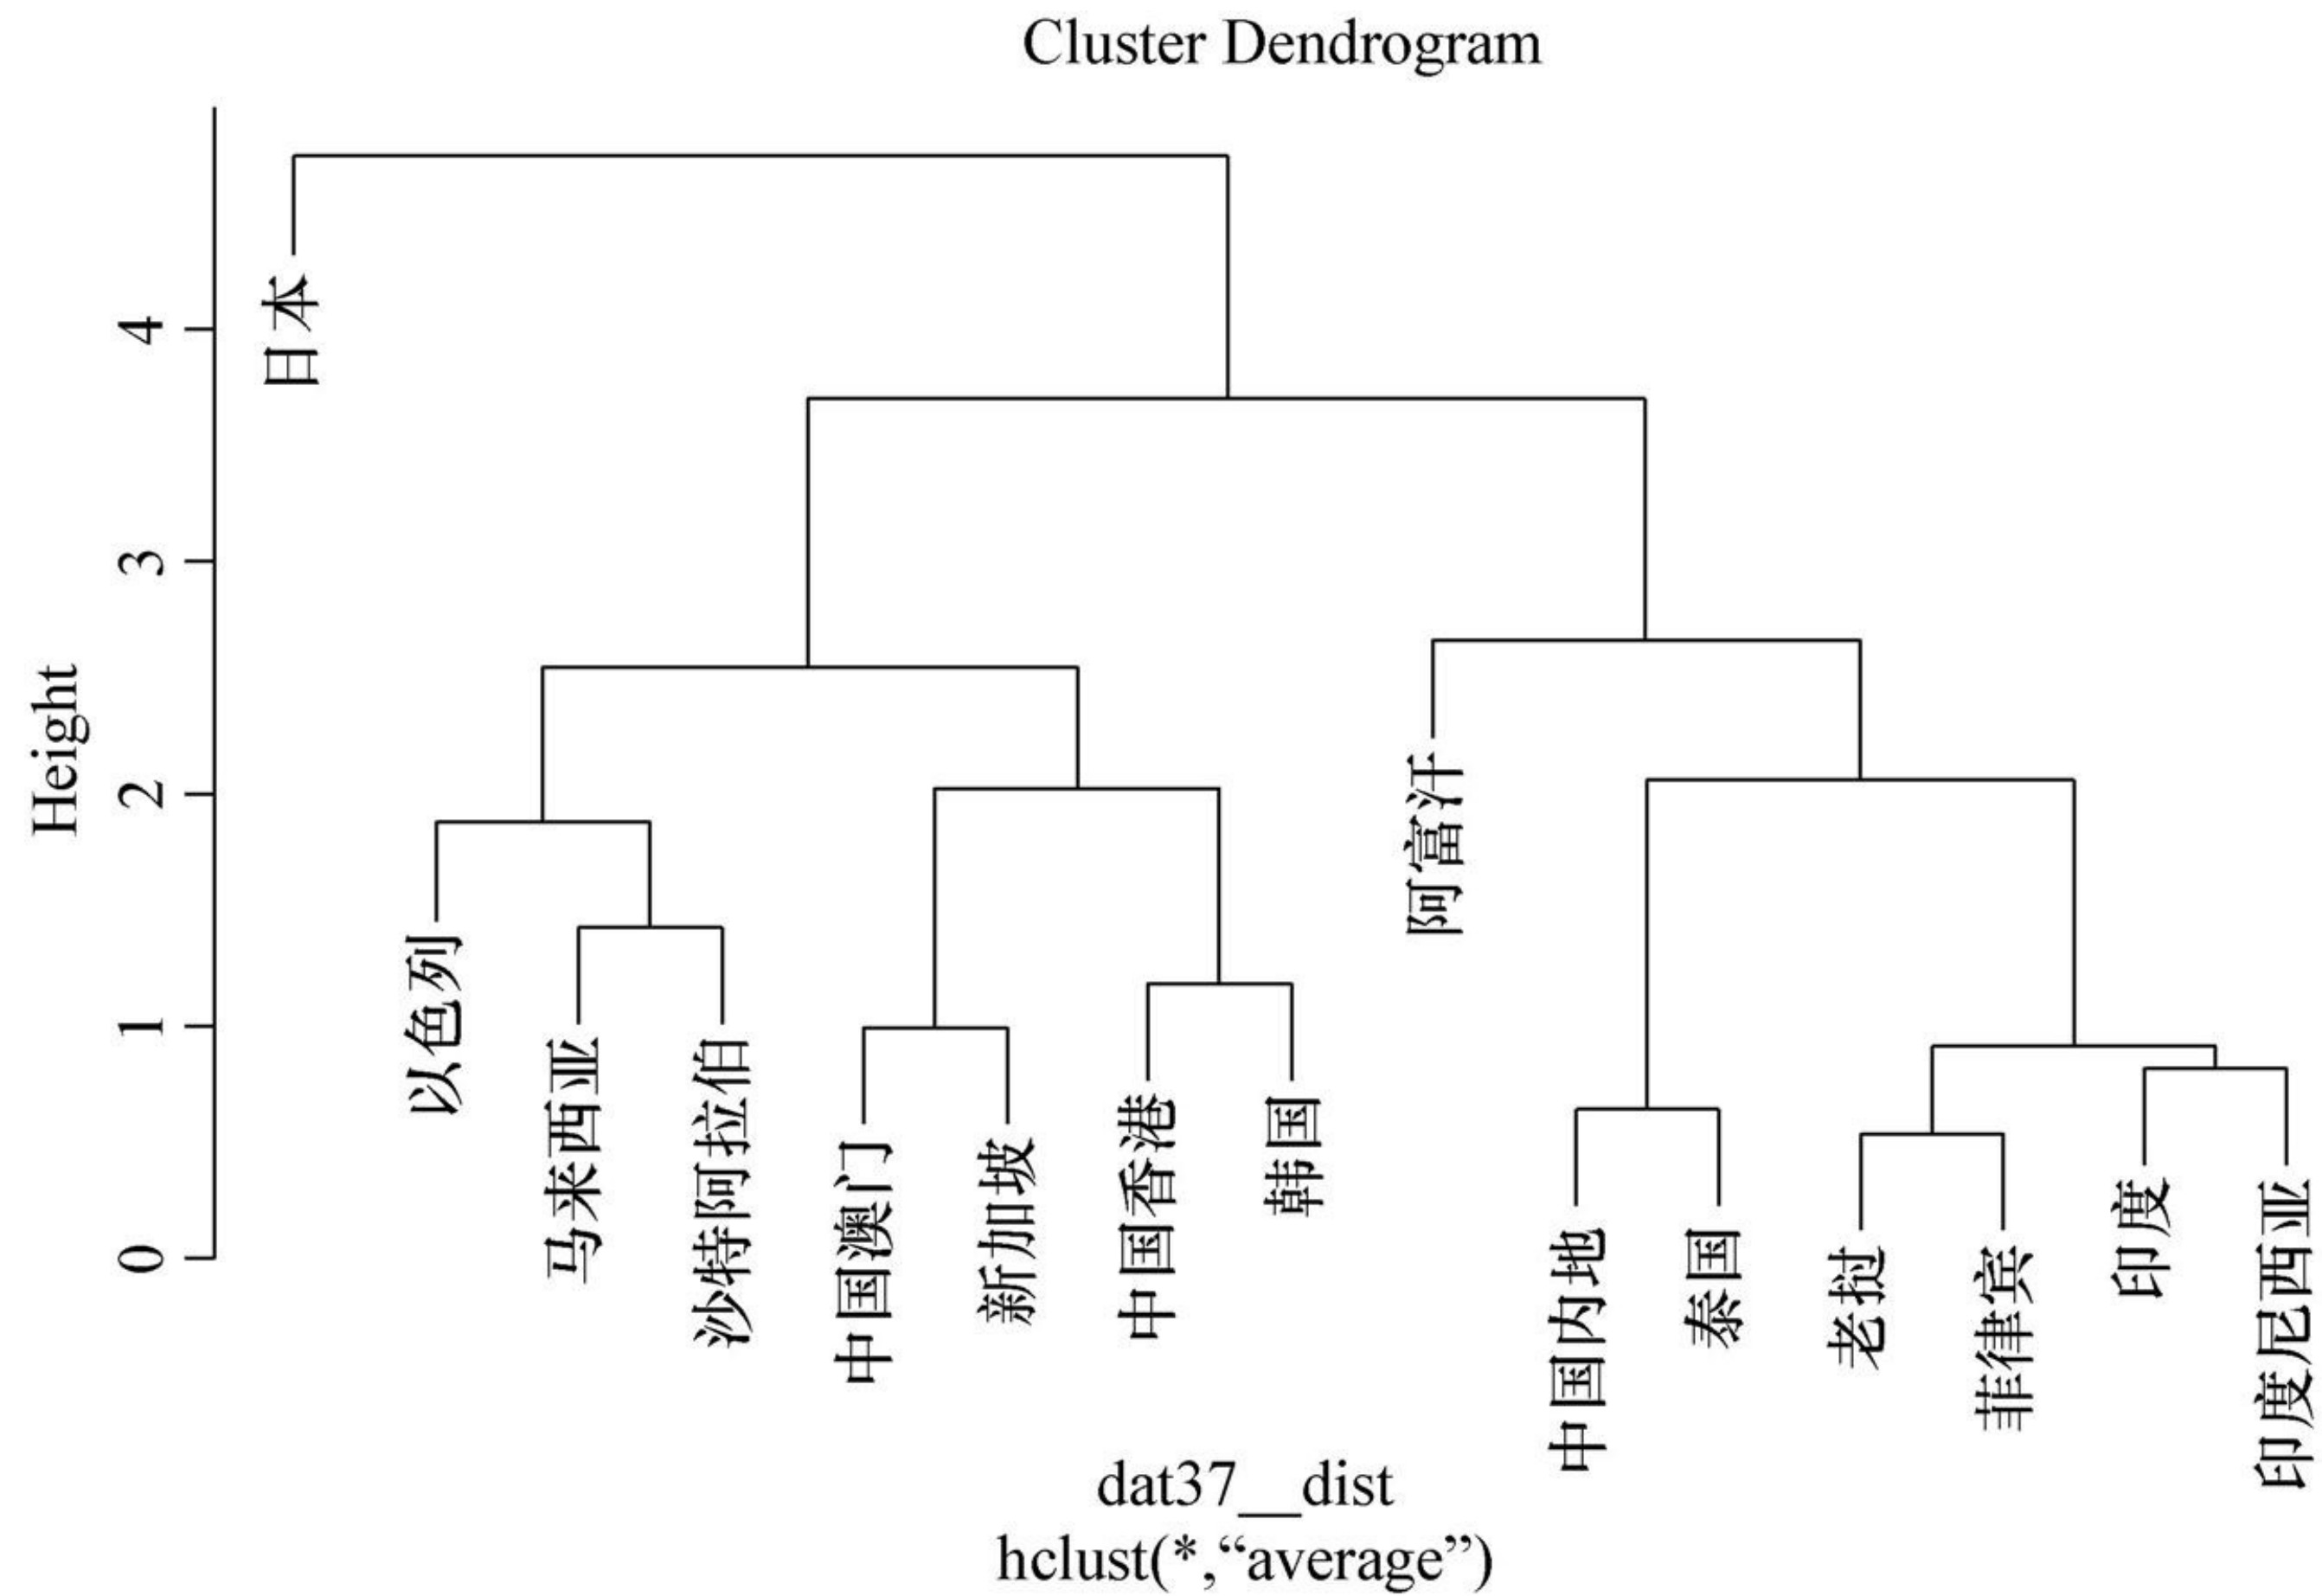 Cluster Dendrogram
Height
4
3
2
1
0
日本
以色列
马来西亚
沙特阿拉伯
中国澳门
新加坡
中国香港
韩国
阿富汗
中国内地
泰国
老挝
菲律宾
印度
印度尼西亚
dat37__dist
hclust(*,“average”)